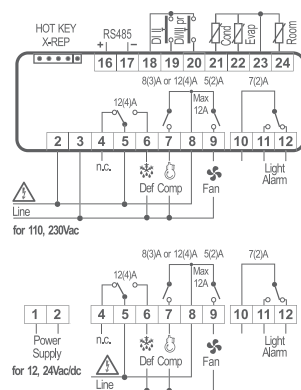 HOT KEY
X-REP
RS485
+ −
DI II
DI/II pr
Cond
Evap
Room
16 17 18 19 20 21 22 23 24
8(3)A or 12(4)A 5(2)A 7(2)A
12(4)A
Max
12A
2 3 4 5 6 7 8 9 10 11 12
n.c.
Def Comp Fan
Light
Alarm
Line
for 110, 230Vac
8(3)A or 12(4)A 5(2)A 7(2)A
12(4)A
Max
12A
1 2 4 5 6 7 8 9 10 11 12
Power
Supply
n.c.
Def Comp Fan
Light
Alarm
for 12, 24Vac/dc
Line